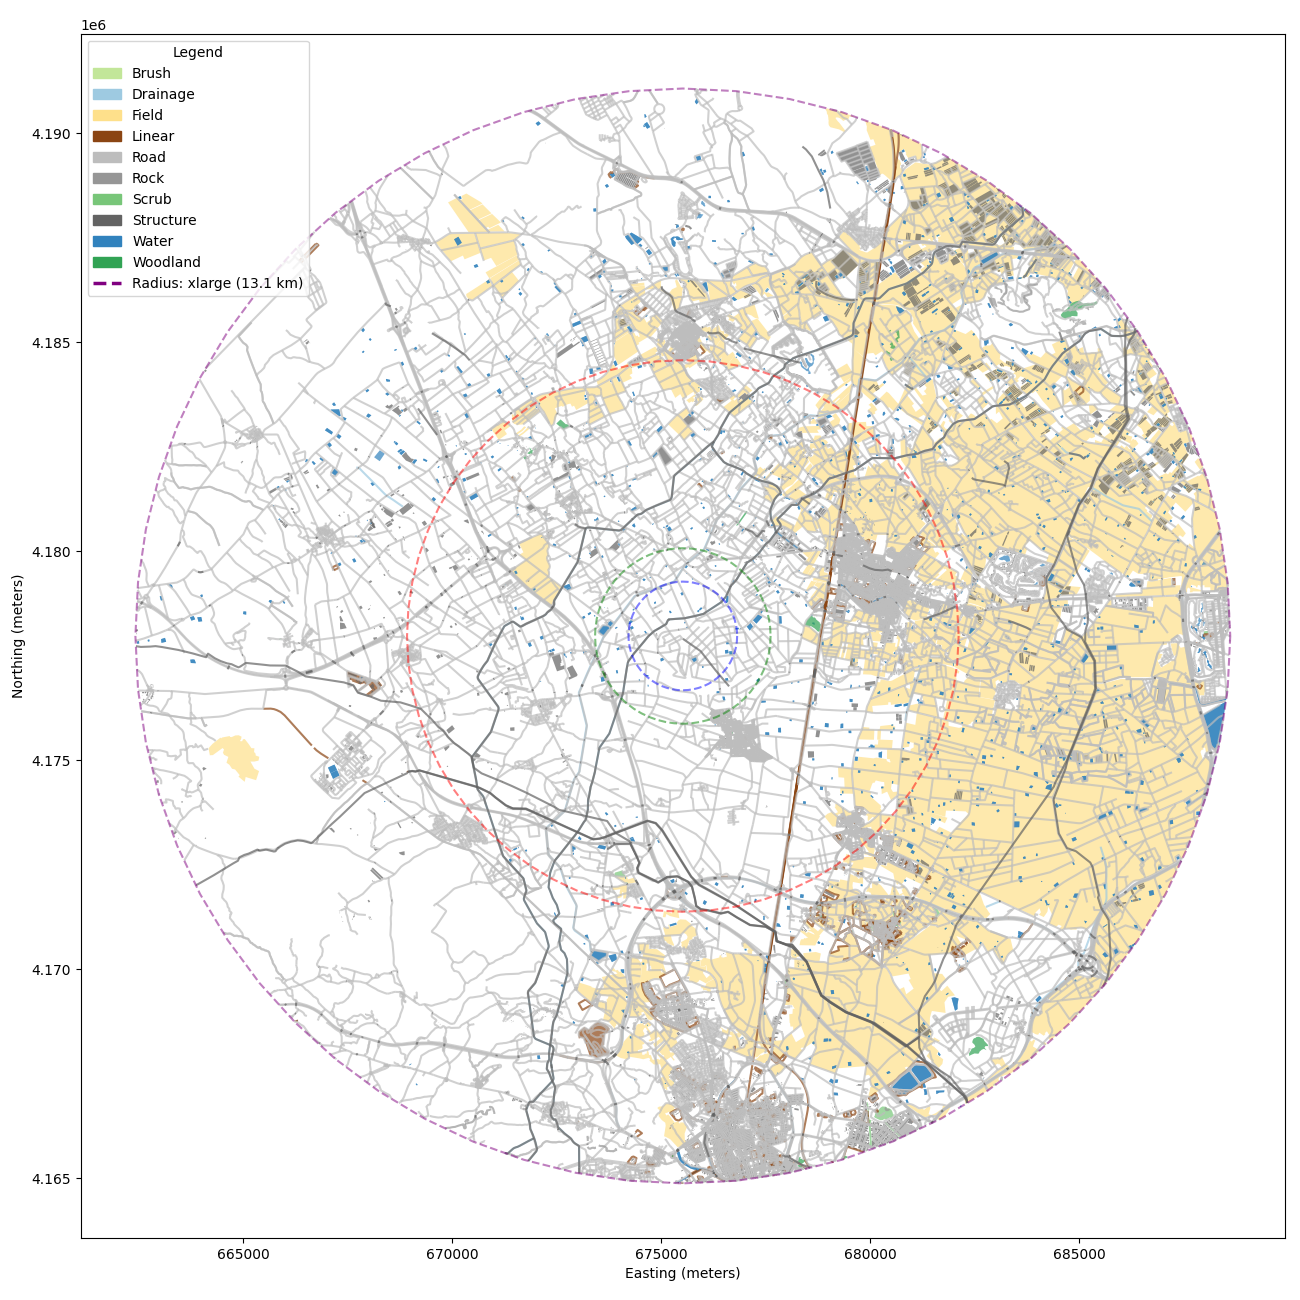 1e6
Legend
Brush
Drainage
Field
Linear
Road
Rock
Scrub
Structure
Water
Woodland
Radius: xlarge (13.1 km)
4.190
4.185
4.180
4.175
4.170
4.165
Northing (meters)
665000 670000 675000 680000 685000
Easting (meters)